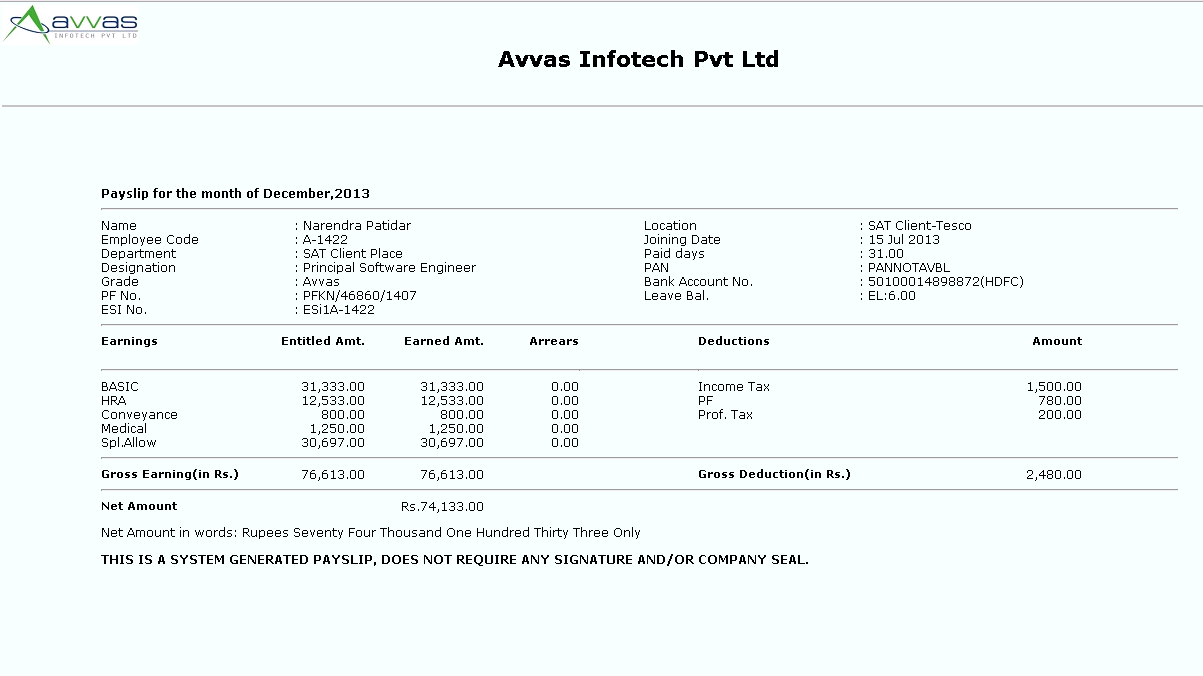 avvas
INFOTECH PVT LTD
Avvas Infotech Pvt Ltd
Payslip for the month of December,2013
Name : Narendra Patidar Location : SAT Client-Tesco
Employee Code : A-1422 Joining Date : 15 Jul 2013
Department : SAT Client Place Paid days : 31.00
Designation : Principal Software Engineer PAN : PANNOTAVBL
Grade : Avvas Bank Account No. : 50100014898872(HDFC)
PF No. : PFKN/46860/1407 Leave Bal. : EL:6.00
ESI No. : ESi1A-1422
Earnings Entitled Amt. Earned Amt. Arrears Deductions Amount
BASIC 31,333.00 31,333.00 0.00 Income Tax 1,500.00
HRA 12,533.00 12,533.00 0.00 PF 780.00
Conveyance 800.00 800.00 0.00 Prof. Tax 200.00
Medical 1,250.00 1,250.00 0.00
Spl.Allow 30,697.00 30,697.00 0.00
Gross Earning(in Rs.) 76,613.00 76,613.00 Gross Deduction(in Rs.) 2,480.00
Net Amount Rs.74,133.00
Net Amount in words: Rupees Seventy Four Thousand One Hundred Thirty Three Only
THIS IS A SYSTEM GENERATED PAYSLIP, DOES NOT REQUIRE ANY SIGNATURE AND/OR COMPANY SEAL.